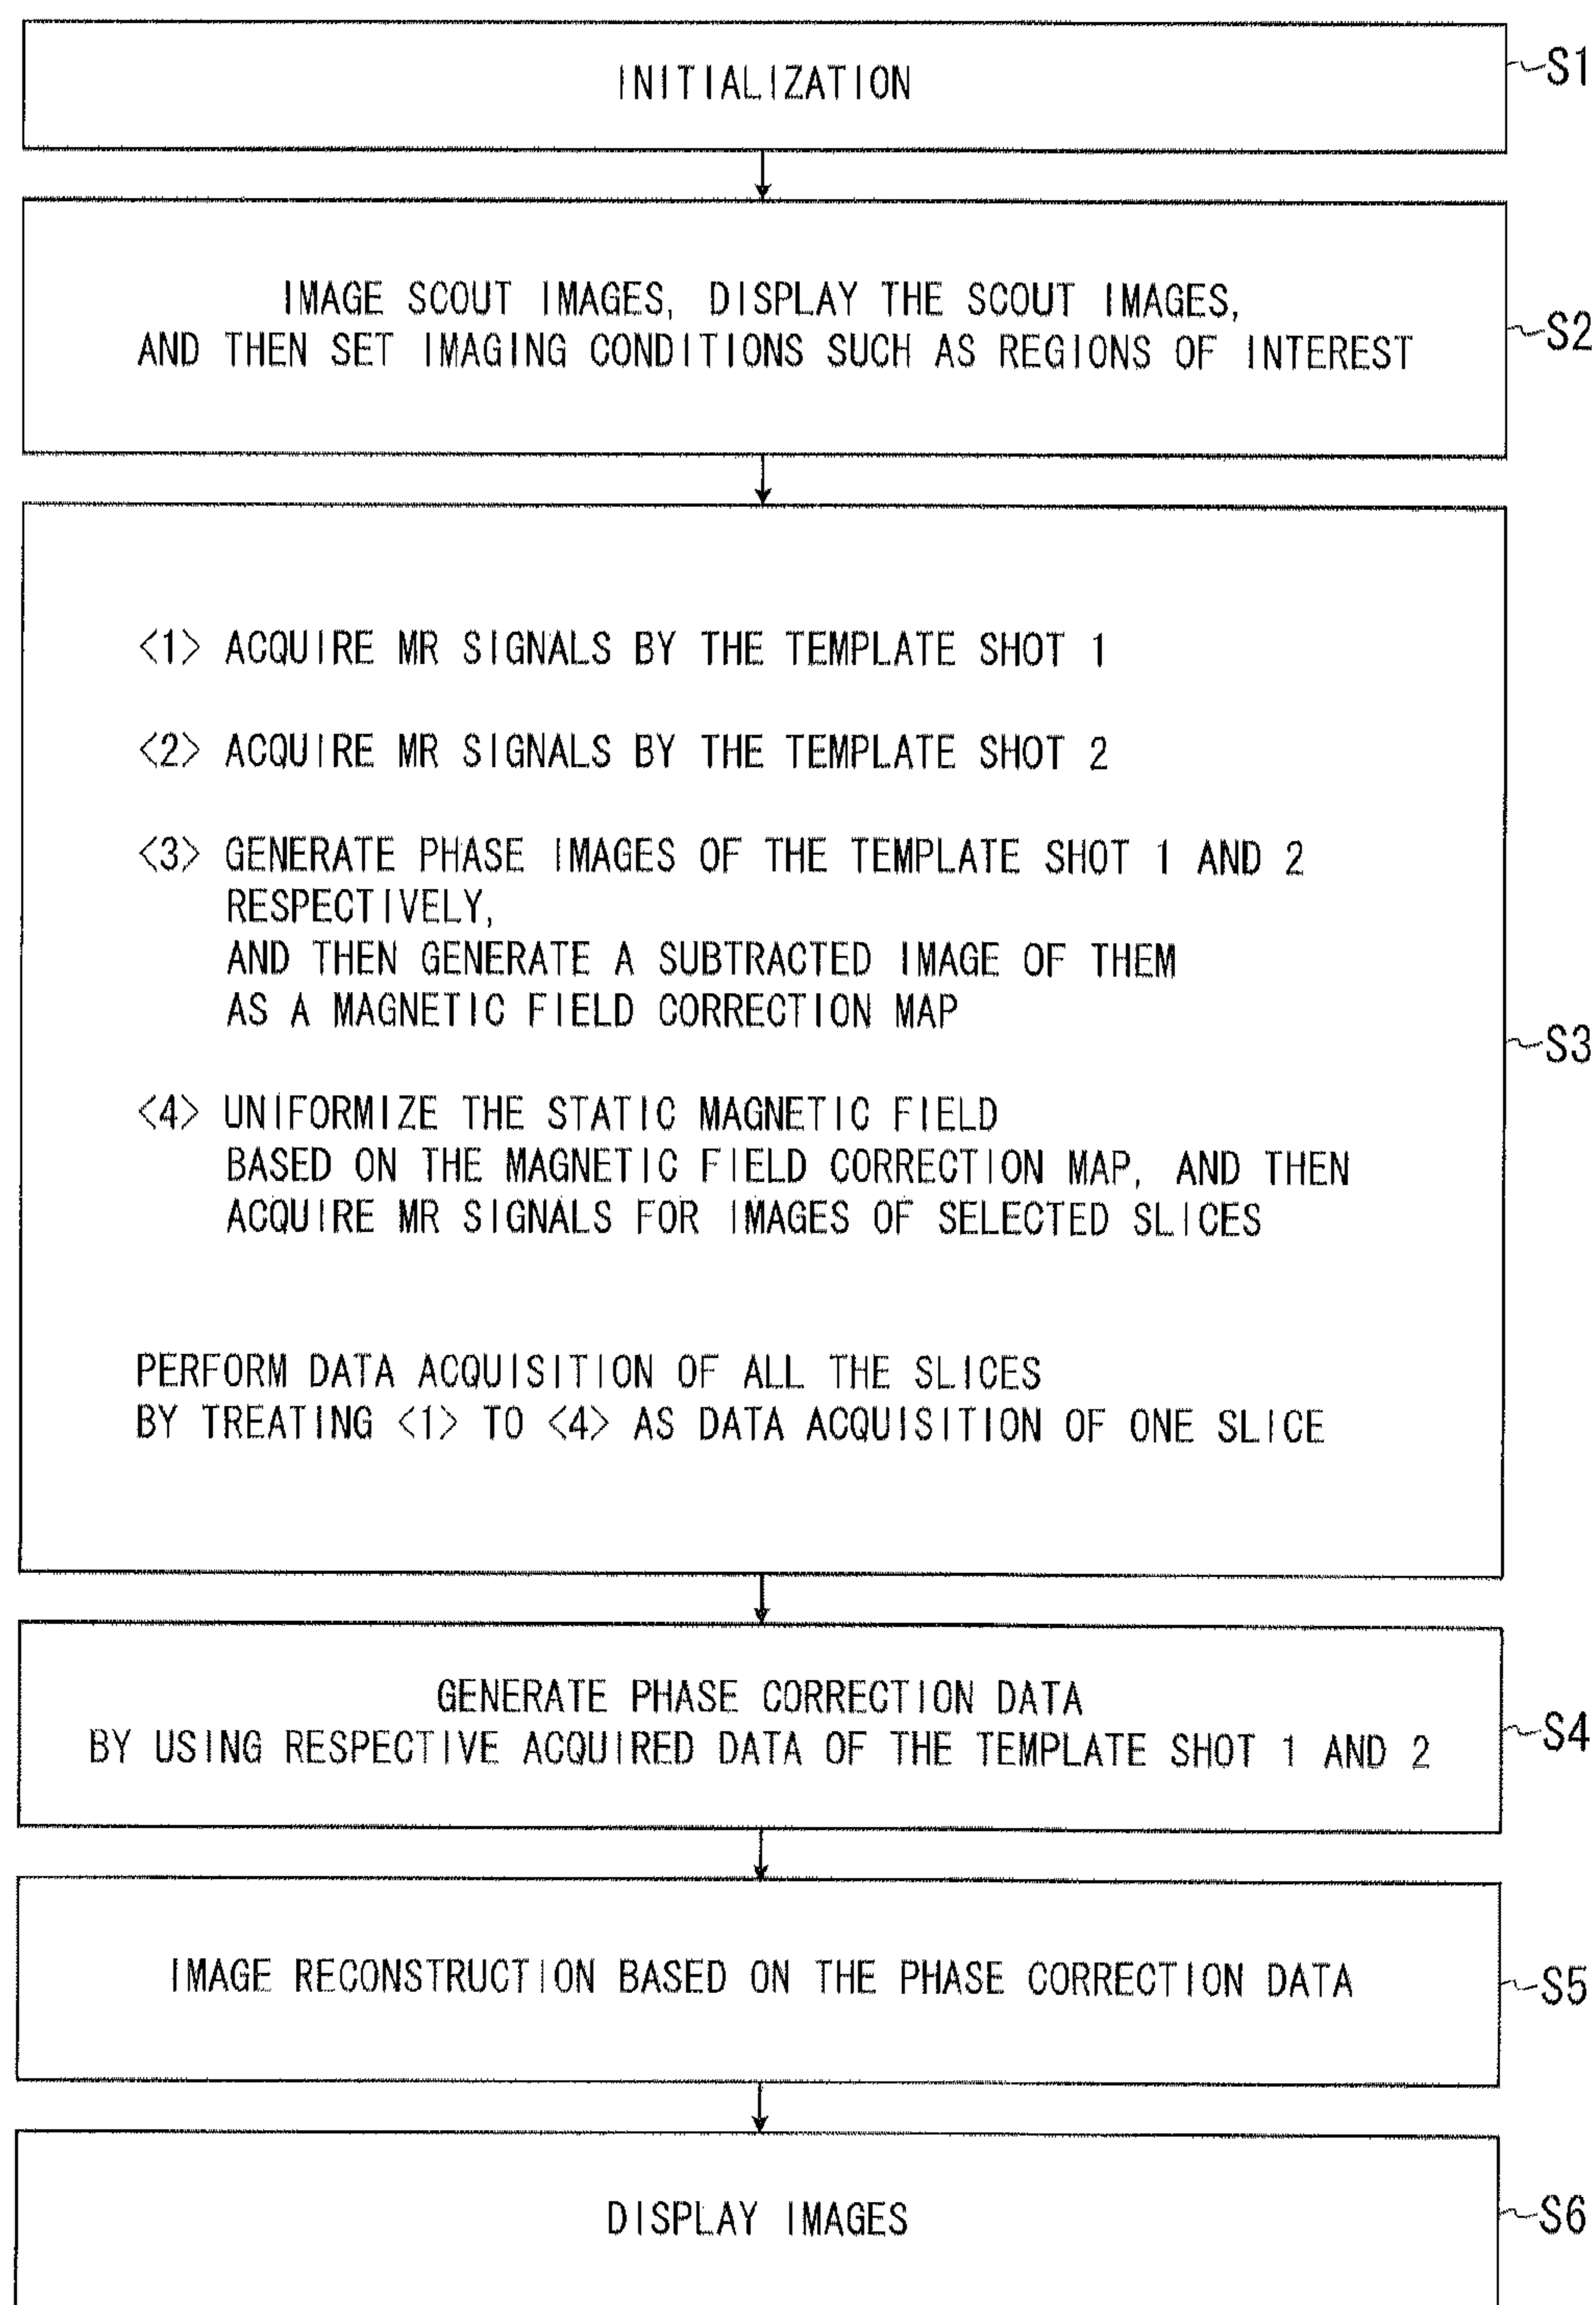 INITIALIZATION
S1
IMAGE SCOUT IMAGES, DISPLAY THE SCOUT IMAGES,
AND THEN SET IMAGING CONDITIONS SUCH AS REGIONS OF INTEREST
S2
<1> ACQUIRE MR SIGNALS BY THE TEMPLATE SHOT 1
<2> ACQUIRE MR SIGNALS BY THE TEMPLATE SHOT 2
<3> GENERATE PHASE IMAGES OF THE TEMPLATE SHOT 1 AND 2
RESPECTIVELY,
AND THEN GENERATE A SUBTRACTED IMAGE OF THEM
AS A MAGNETIC FIELD CORRECTION MAP
<4> UNIFORMIZE THE STATIC MAGNETIC FIELD
BASED ON THE MAGNETIC FIELD CORRECTION MAP, AND THEN
ACQUIRE MR SIGNALS FOR IMAGES OF SELECTED SLICES
PERFORM DATA ACQUISITION OF ALL THE SLICES
BY TREATING <1> TO <4> AS DATA ACQUISITION OF ONE SLICE
S3
GENERATE PHASE CORRECTION DATA
BY USING RESPECTIVE ACQUIRED DATA OF THE TEMPLATE SHOT 1 AND 2
S4
IMAGE RECONSTRUCTION BASED ON THE PHASE CORRECTION DATA
S5
DISPLAY IMAGES
S6